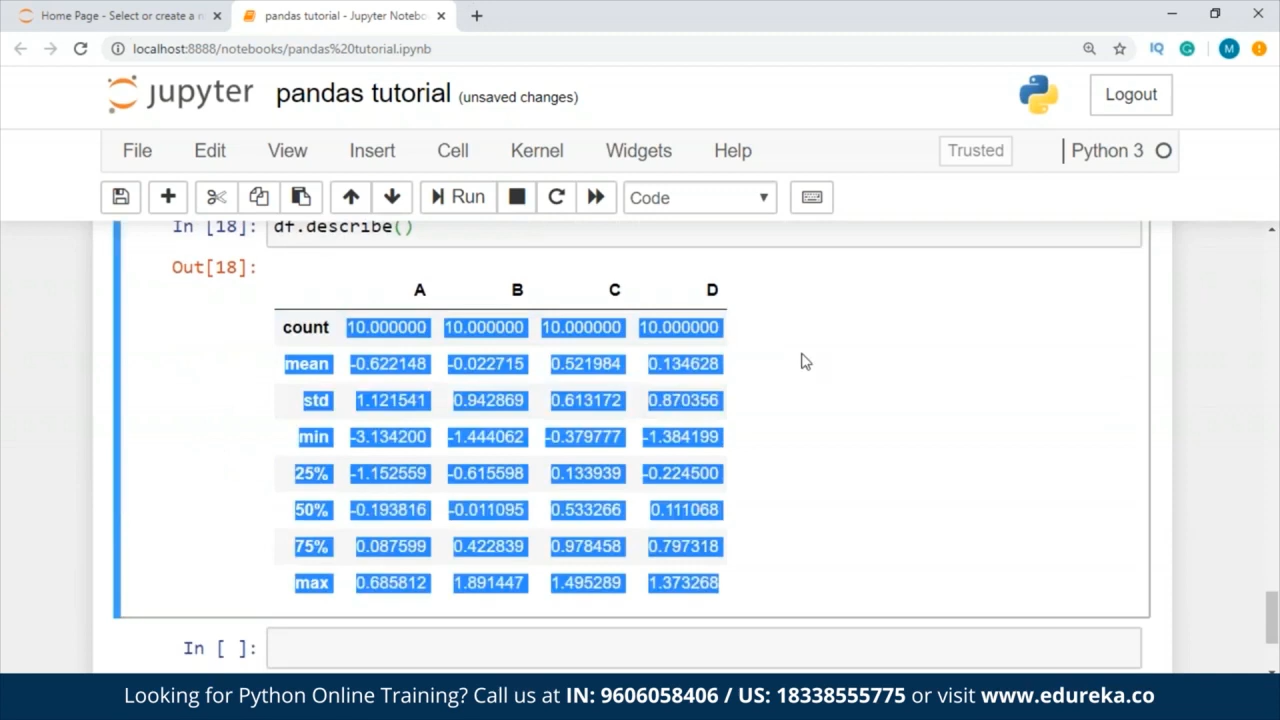 Home Page - Select or create a n
pandas tutorial - Jupyter Notebo
localhost:8888/notebooks/pandas%20tutorial.ipynb
IQ
G
M
jupyter pandas tutorial (unsaved changes)
Logout
File Edit View Insert Cell Kernel Widgets Help
Trusted
Python 3
Run
Code
In [18]: df.describe()
Out[18]:
A B C D
count 10.000000 10.000000 10.000000 10.000000
mean -0.622148 -0.022715 0.521984 0.134628
std 1.121541 0.942869 0.613172 0.870356
min -3.134200 -1.444062 -0.379777 -1.384199
25% -1.152559 -0.615598 0.133939 -0.224500
50% -0.193816 -0.011095 0.533266 0.111068
75% 0.087599 0.422839 0.978458 0.797318
max 0.685812 1.891447 1.495289 1.373268
In [ ]:
Looking for Python Online Training? Call us at IN: 9606058406 / US: 18338555775 or visit www.edureka.co